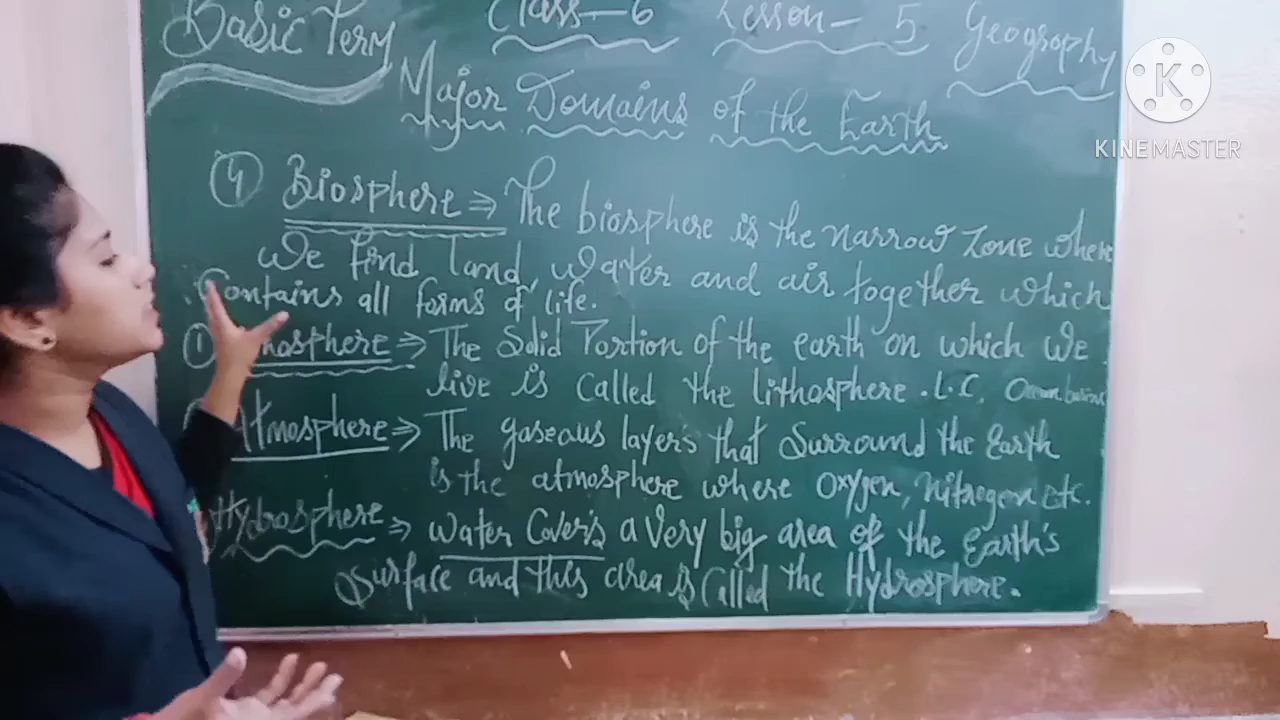 Basic Term
Class-6 Lesson-5 Geography
Major Domains of the Earth
4 Biosphere ⇒ The biosphere is the narrow zone where
we find land, water and air together which
Contains all forms of life.
1 hosphere ⇒ The Solid Portion of the earth on which We
live is called the lithosphere. L.C, Ocean basins
Atmosphere ⇒ The gaseous layers that Surround the Earth
is the atmosphere where oxygen, Nitrogen etc.
Hydrosphere ⇒ Water Cover's a Very big area of the Earth's
Surface and this area is Called the Hydrosphere.
K
KINEMASTER